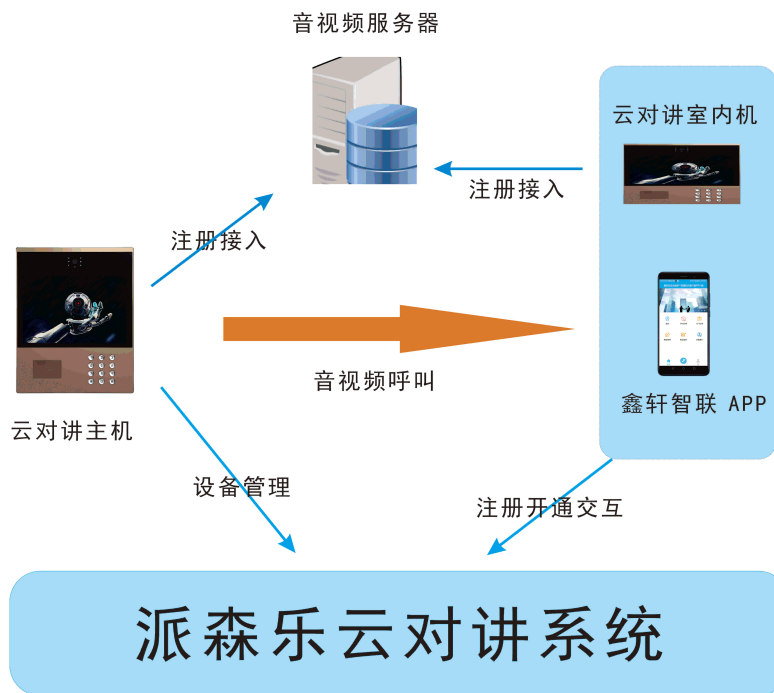 音视频服务器
云对讲室内机
注册接入
注册接入
音视频呼叫
云对讲主机
鑫轩智联 APP
设备管理
注册开通交互
派森乐云对讲系统